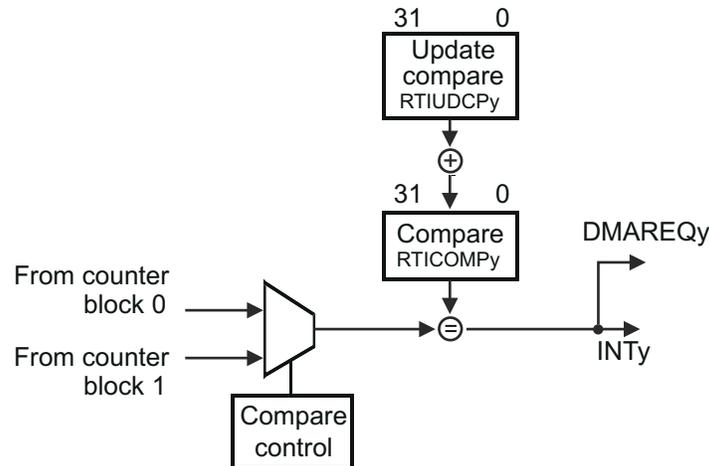 31 0
Update
compare
RTIUDCPy
+
31 0
Compare
RTICOMPy
DMAREQy
From counter
block 0
=
INTy
From counter
block 1
Compare
control